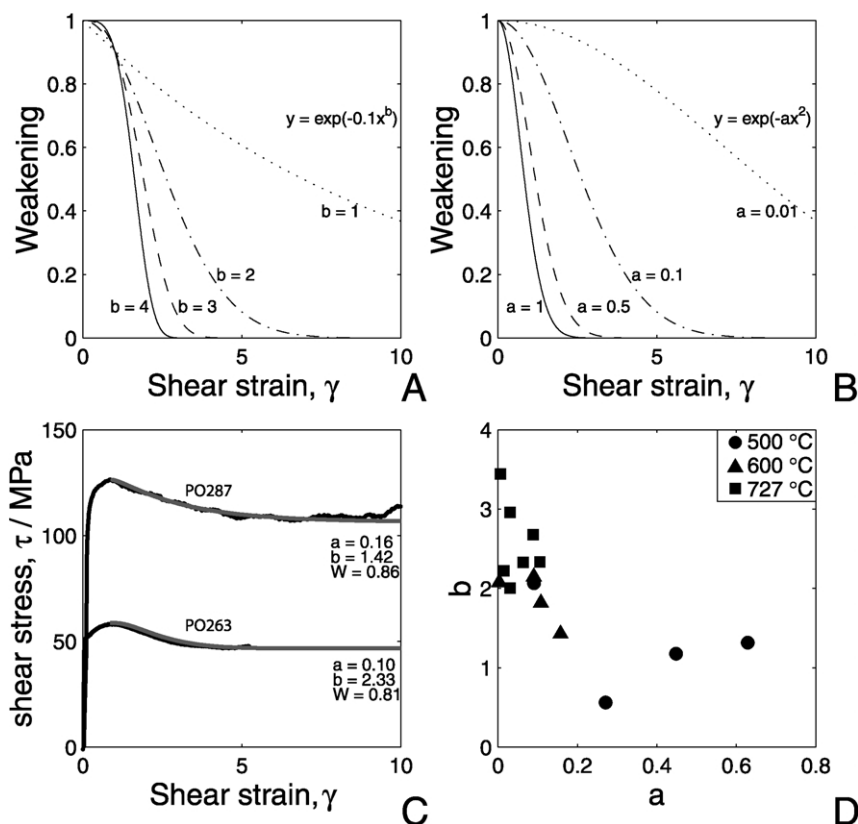 1
0.8
0.6
0.4
0.2
0
Weakening
y = exp(-0.1x^b)
b = 1
b = 2
b = 4
b = 3
0
5
10
Shear strain, γ
A
1
0.8
0.6
0.4
0.2
0
Weakening
y = exp(-ax²)
a = 0.01
a = 0.1
a = 1
a = 0.5
0
5
10
Shear strain, γ
B
150
100
50
0
shear stress, τ / MPa
PO287
a = 0.16
b = 1.42
W = 0.86
PO263
a = 0.10
b = 2.33
W = 0.81
0
5
10
Shear strain, γ
C
4
3
2
1
0
b
500 °C
600 °C
727 °C
0
0.2
0.4
0.6
0.8
a
D